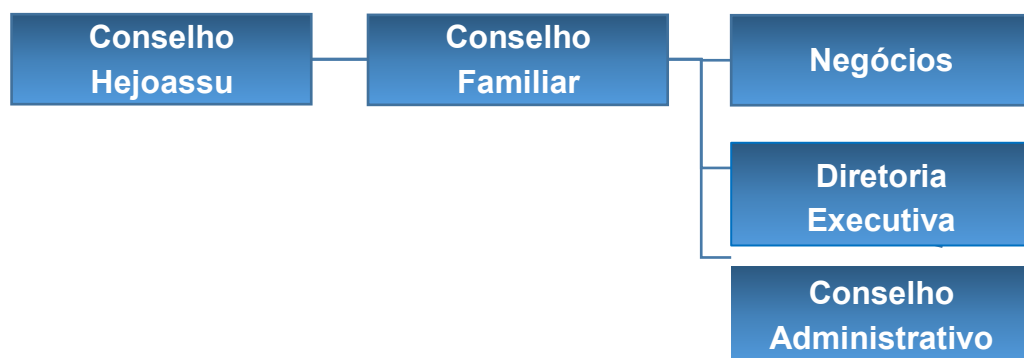 Conselho
Hejoassu
Conselho
Familiar
Negócios
Diretoria
Executiva
Conselho
Administrativo